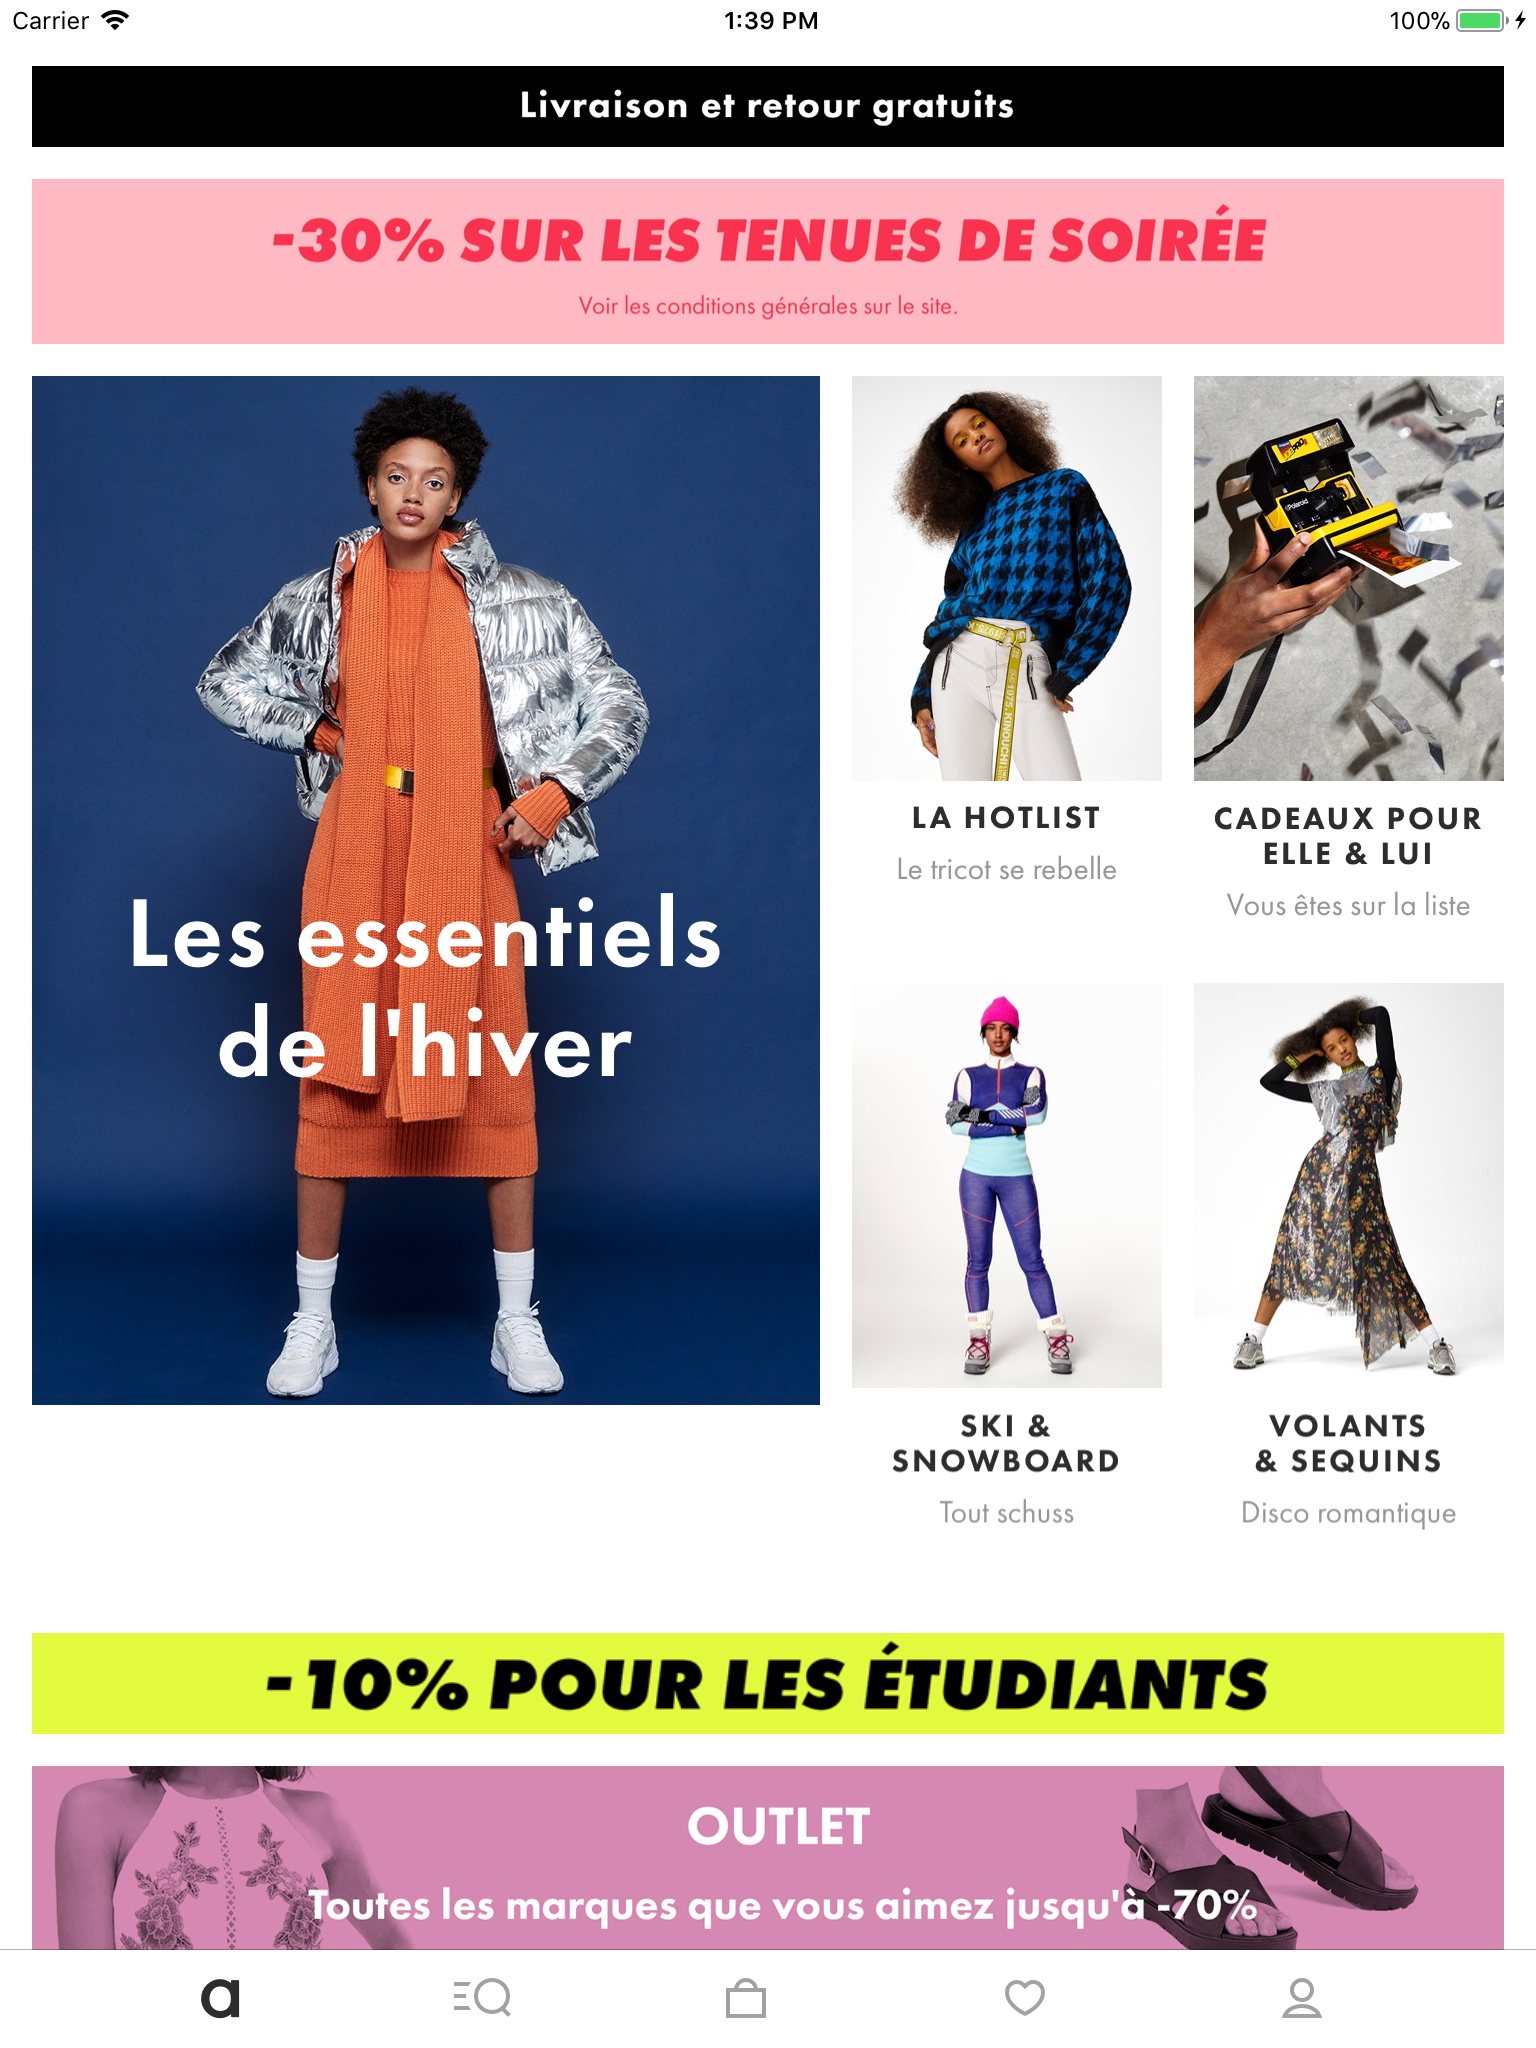 Carrier
1:39 PM
100%
Livraison et retour gratuits
-30% SUR LES TENUES DE SOIRÉE
Voir les conditions générales sur le site.
Les essentiels
de l'hiver
Polaroid
1975. KINOUCHI
LA HOTLIST
Le tricot se rebelle
CADEAUX POUR
ELLE & LUI
Vous êtes sur la liste
SKI &
SNOWBOARD
Tout schuss
VOLANTS
& SEQUINS
Disco romantique
-10% POUR LES ÉTUDIANTS
OUTLET
Toutes les marques que vous aimez jusqu'à -70%
a